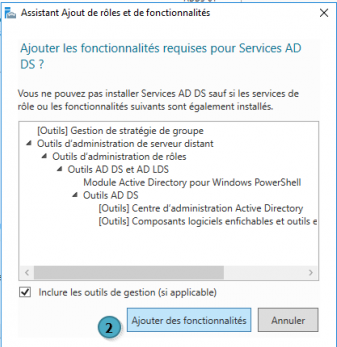 Assistant Ajout de rôles et de fonctionnalités
Ajouter les fonctionnalités requises pour Services AD
DS ?
Vous ne pouvez pas installer Services AD DS sauf si les services de
rôle ou les fonctionnalités suivants sont également installés.
[Outils] Gestion de stratégie de groupe
Outils d'administration de serveur distant
Outils d'administration de rôles
Outils AD DS et AD LDS
Module Active Directory pour Windows PowerShell
Outils AD DS
[Outils] Centre d'administration Active Directory
[Outils] Composants logiciels enfichables et outils e
Inclure les outils de gestion (si applicable)
2
Ajouter des fonctionnalités
Annuler